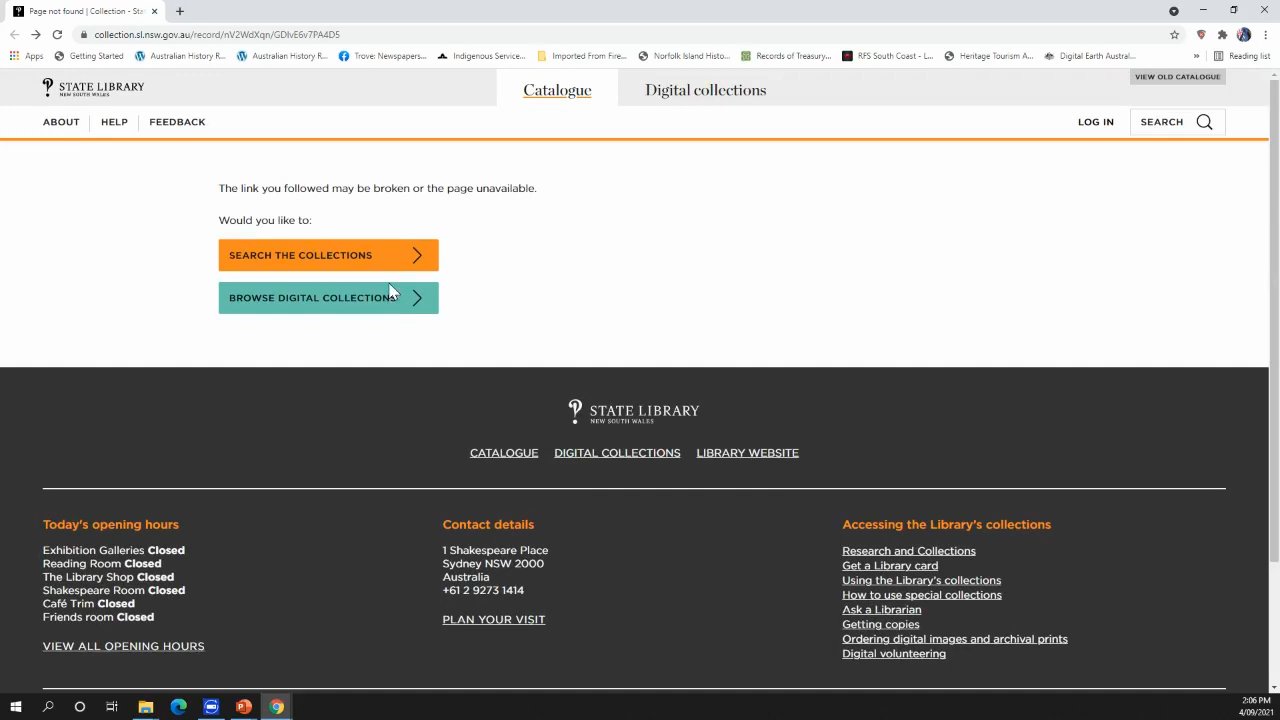 Page not found | Collection - Sta
collection.sl.nsw.gov.au/record/nV2WdXqn/GDlvE6v7PA4D5
Apps
Getting Started
Australian History R...
Australian History R...
Trove: Newspapers...
Indigenous Service...
Imported From Fire...
Norfolk Island Histo...
Records of Treasury...
RFS South Coast - L...
Heritage Tourism A...
Digital Earth Austral...
»
Reading list
STATE LIBRARY
NEW SOUTH WALES
Catalogue
Digital collections
VIEW OLD CATALOGUE
ABOUT
HELP
FEEDBACK
LOG IN
SEARCH
The link you followed may be broken or the page unavailable.
Would you like to:
SEARCH THE COLLECTIONS
BROWSE DIGITAL COLLECTIONS
STATE LIBRARY
NEW SOUTH WALES
CATALOGUE
DIGITAL COLLECTIONS
LIBRARY WEBSITE
Today's opening hours
Exhibition Galleries Closed
Reading Room Closed
The Library Shop Closed
Shakespeare Room Closed
Café Trim Closed
Friends room Closed
VIEW ALL OPENING HOURS
Contact details
1 Shakespeare Place
Sydney NSW 2000
Australia
+61 2 9273 1414
PLAN YOUR VISIT
Accessing the Library's collections
Research and Collections
Get a Library card
Using the Library's collections
How to use special collections
Ask a Librarian
Getting copies
Ordering digital images and archival prints
Digital volunteering
2:06 PM
4/09/2021